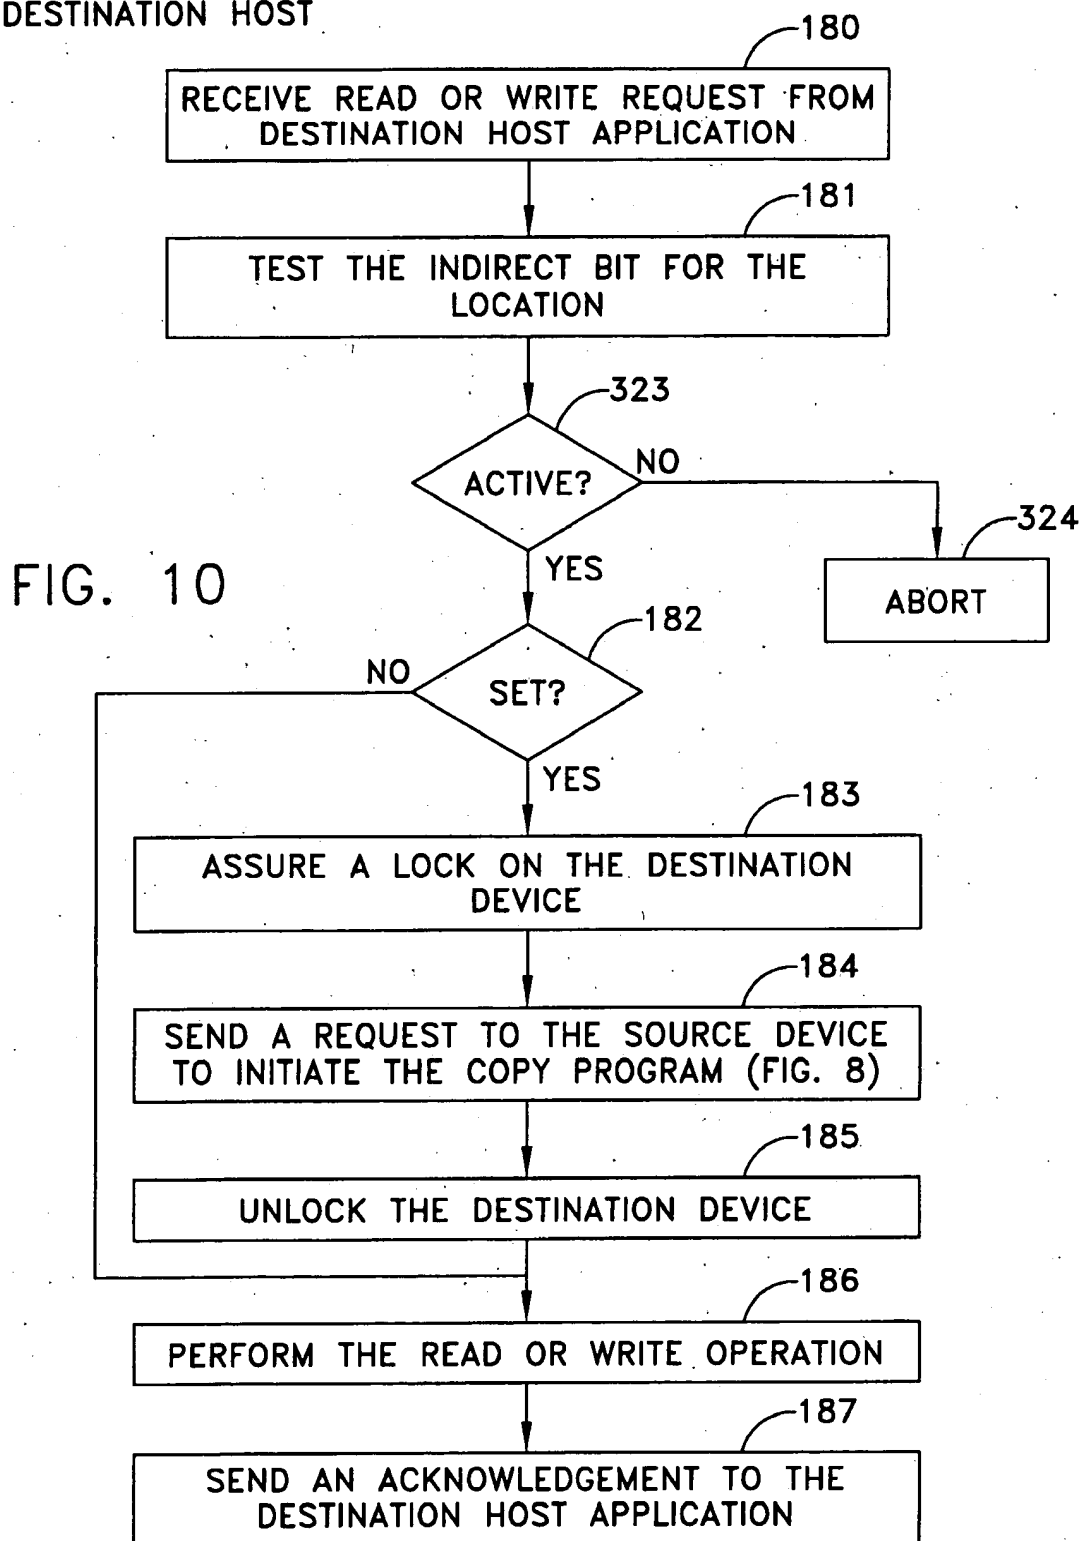 DESTINATION HOST
180
RECEIVE READ OR WRITE REQUEST FROM
DESTINATION HOST APPLICATION
181
TEST THE INDIRECT BIT FOR THE
LOCATION
323
ACTIVE?
NO
324
ABORT
YES
FIG. 10
182
NO
SET?
YES
183
ASSURE A LOCK ON THE DESTINATION
DEVICE
184
SEND A REQUEST TO THE SOURCE DEVICE
TO INITIATE THE COPY PROGRAM (FIG. 8)
185
UNLOCK THE DESTINATION DEVICE
186
PERFORM THE READ OR WRITE OPERATION
187
SEND AN ACKNOWLEDGEMENT TO THE
DESTINATION HOST APPLICATION